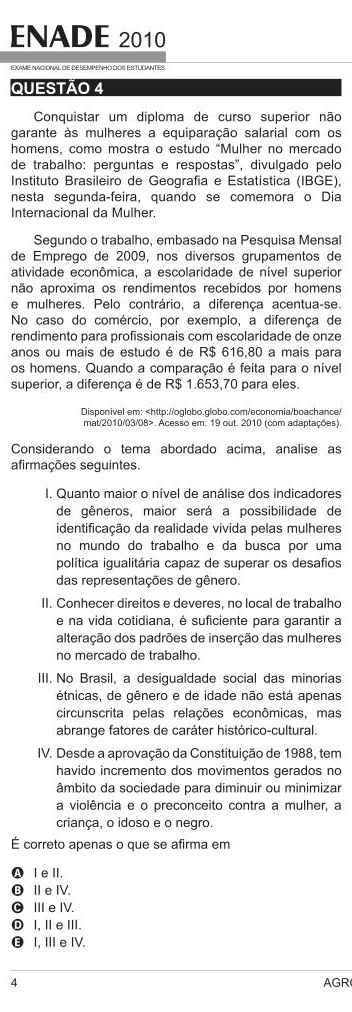 ENADE 2010
EXAME NACIONAL DE DESEMPENHO DOS ESTUDANTES
QUESTÃO 4
Conquistar um diploma de curso superior não
garante às mulheres a equiparação salarial com os
homens, como mostra o estudo “Mulher no mercado
de trabalho: perguntas e respostas”, divulgado pelo
Instituto Brasileiro de Geografia e Estatística (IBGE),
nesta segunda-feira, quando se comemora o Dia
Internacional da Mulher.
Segundo o trabalho, embasado na Pesquisa Mensal
de Emprego de 2009, nos diversos grupamentos de
atividade econômica, a escolaridade de nível superior
não aproxima os rendimentos recebidos por homens
e mulheres. Pelo contrário, a diferença acentua-se.
No caso do comércio, por exemplo, a diferença de
rendimento para profissionais com escolaridade de onze
anos ou mais de estudo é de R$ 616,80 a mais para
os homens. Quando a comparação é feita para o nível
superior, a diferença é de R$ 1.653,70 para eles.
Disponível em: <http://oglobo.globo.com/economia/boachance/
mat/2010/03/08>. Acesso em: 19 out. 2010 (com adaptações).
Considerando o tema abordado acima, analise as
afirmações seguintes.
I. Quanto maior o nível de análise dos indicadores
de gêneros, maior será a possibilidade de
identificação da realidade vivida pelas mulheres
no mundo do trabalho e da busca por uma
política igualitária capaz de superar os desafios
das representações de gênero.
II. Conhecer direitos e deveres, no local de trabalho
e na vida cotidiana, é suficiente para garantir a
alteração dos padrões de inserção das mulheres
no mercado de trabalho.
III. No Brasil, a desigualdade social das minorias
étnicas, de gênero e de idade não está apenas
circunscrita pelas relações econômicas, mas
abrange fatores de caráter histórico-cultural.
IV. Desde a aprovação da Constituição de 1988, tem
havido incremento dos movimentos gerados no
âmbito da sociedade para diminuir ou minimizar
a violência e o preconceito contra a mulher, a
criança, o idoso e o negro.
É correto apenas o que se afirma em
A I e II.
B II e IV.
C III e IV.
D I, II e III.
E I, III e IV.
4 AGRO